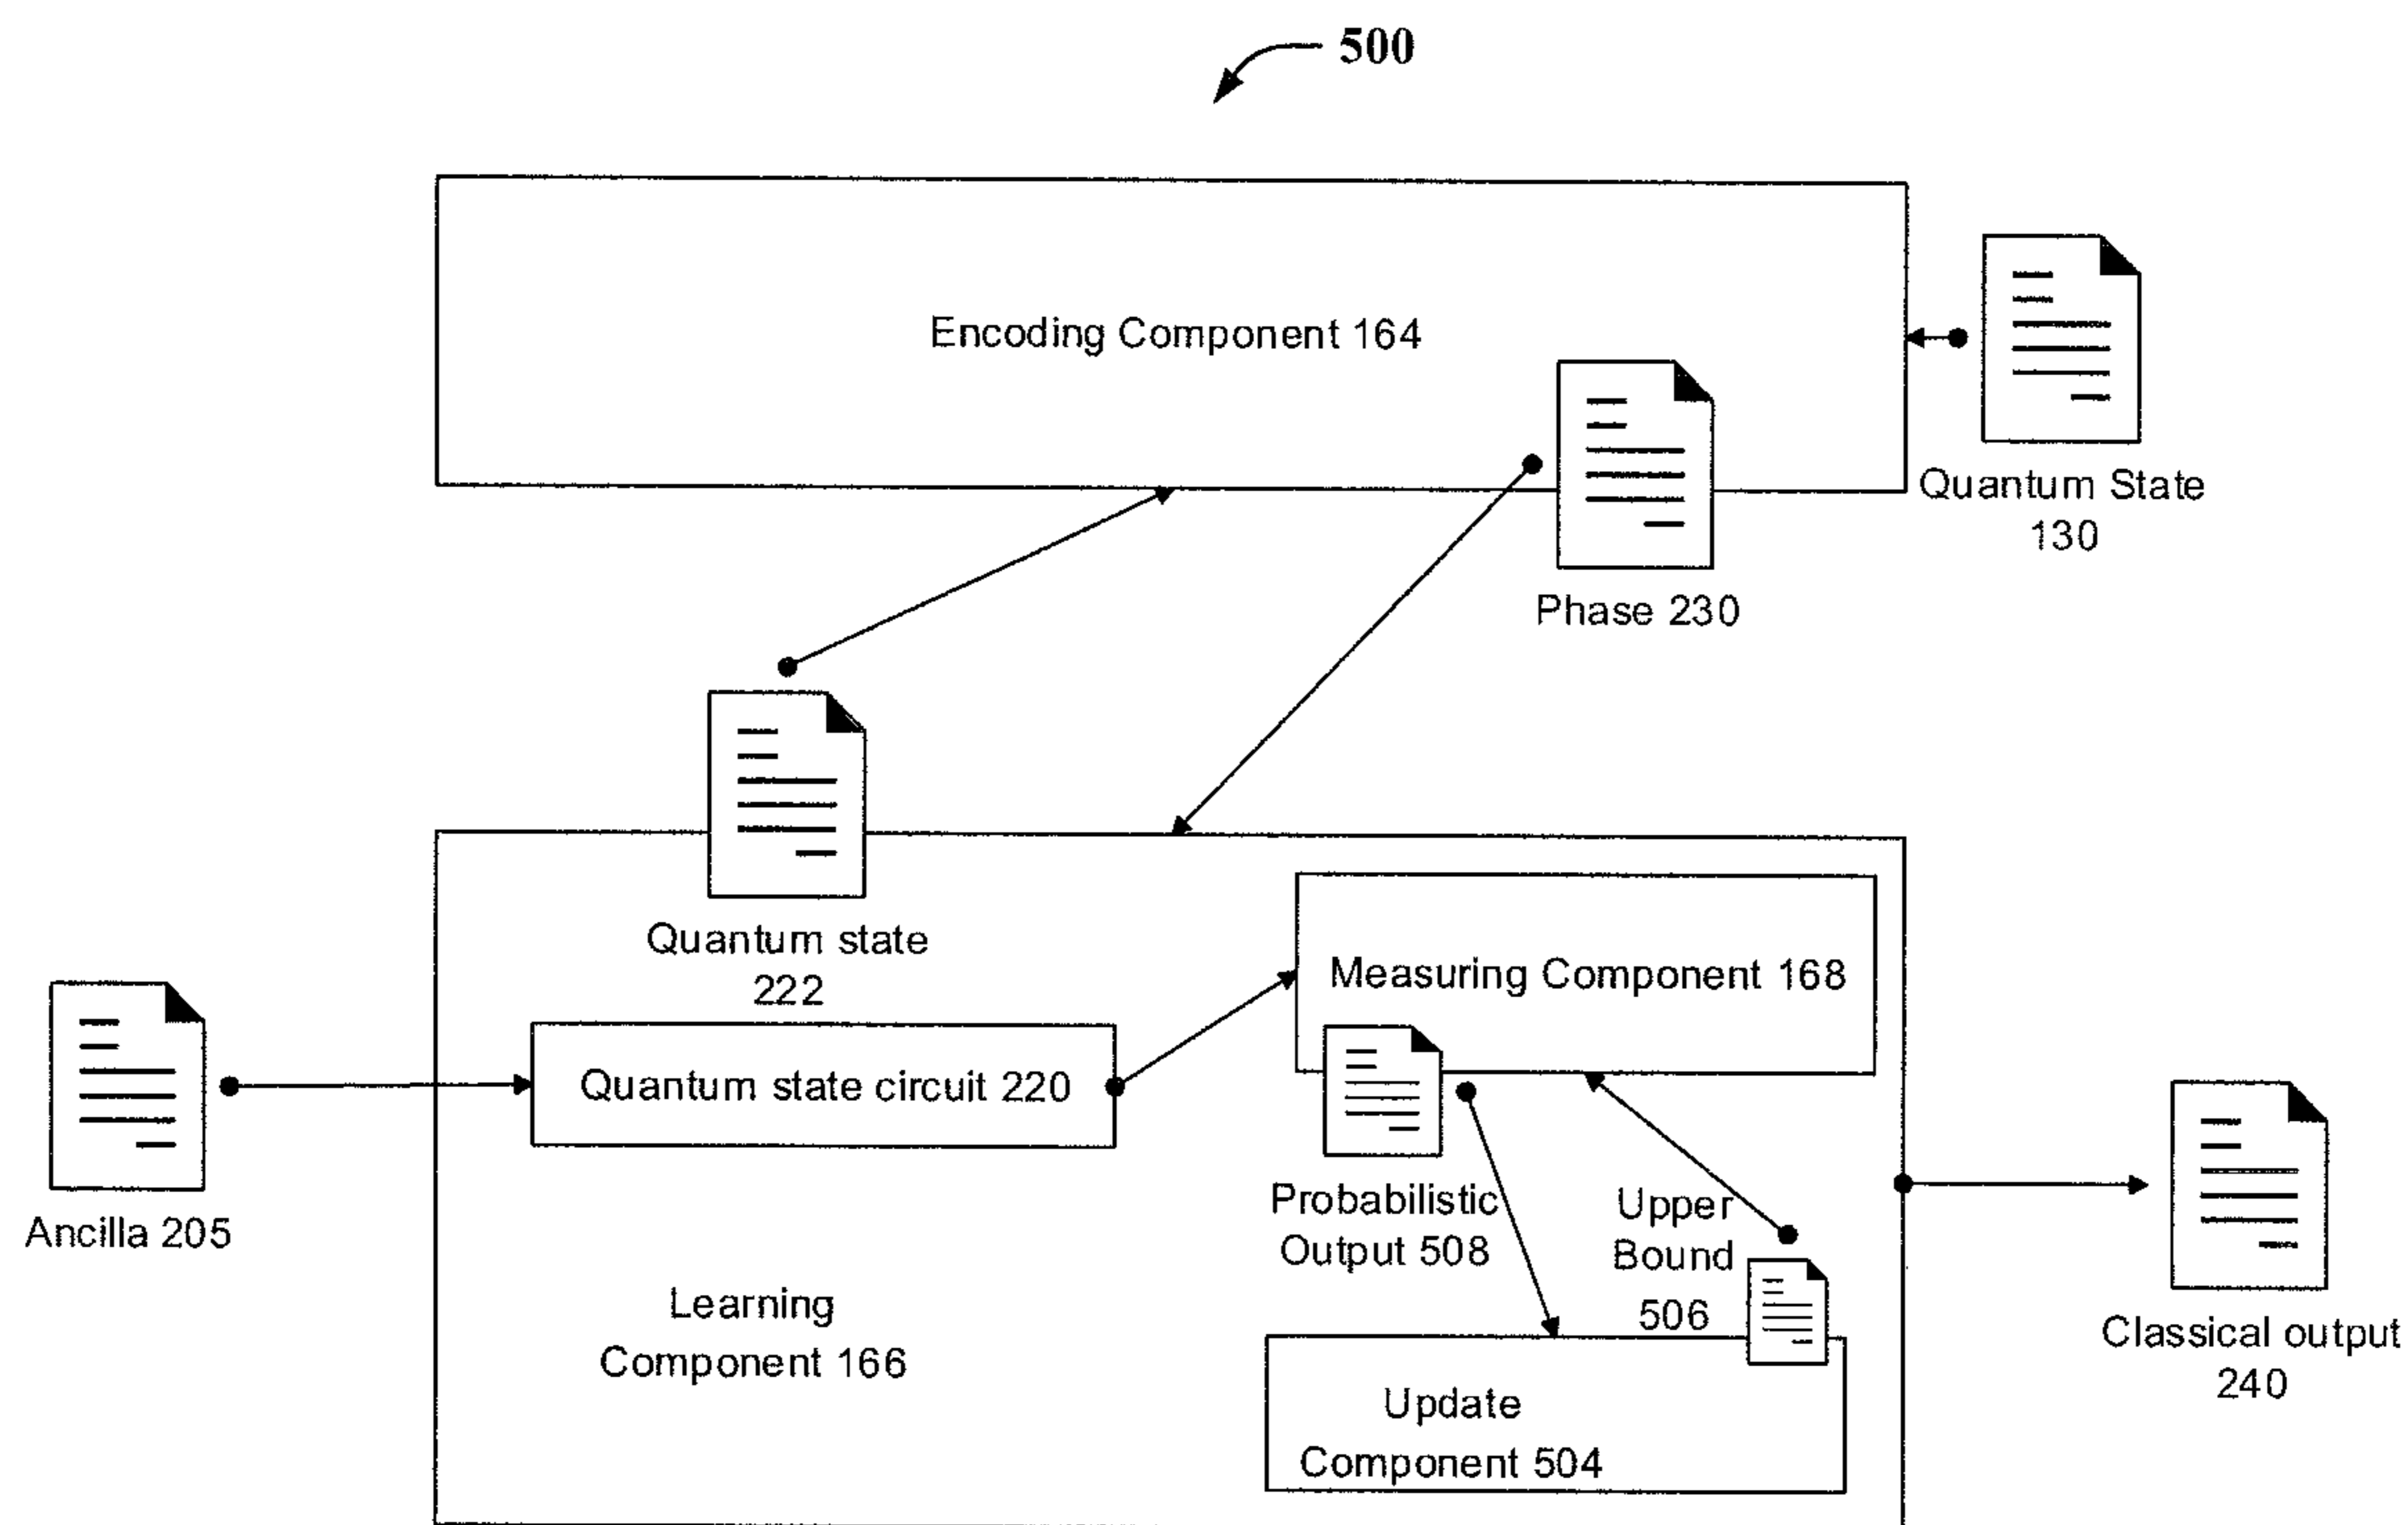 500
Encoding Component 164
Quantum State
130
Phase 230
Quantum state
222
Measuring Component 168
Quantum state circuit 220
Ancilla 205
Probabilistic
Output 508
Upper
Bound
506
Learning
Component 166
Update
Component 504
Classical output
240